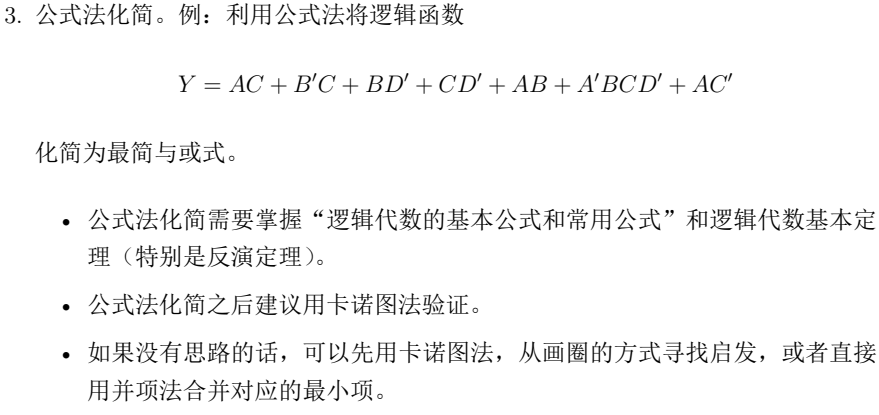 3. 公式法化简。例：利用公式法将逻辑函数
Y = AC + B′C + BD′ + CD′ + AB + A′BCD′ + AC′
化简为最简与或式。
• 公式法化简需要掌握“逻辑代数的基本公式和常用公式”和逻辑代数基本定
理（特别是反演定理）。
• 公式法化简之后建议用卡诺图法验证。
• 如果没有思路的话，可以先用卡诺图法，从画圈的方式寻找启发，或者直接
用并项法合并对应的最小项。